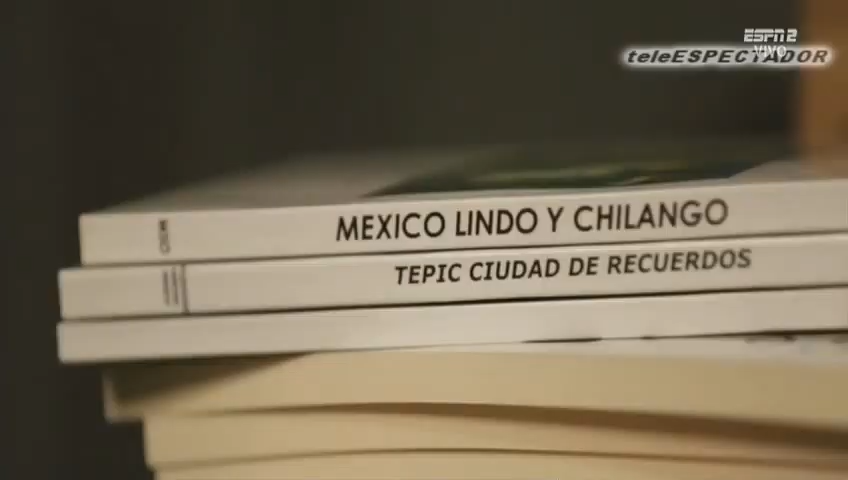 ESPN 2
VIVO
teleESPECTADOR
MEXICO LINDO Y CHILANGO
TEPIC CIUDAD DE RECUERDOS